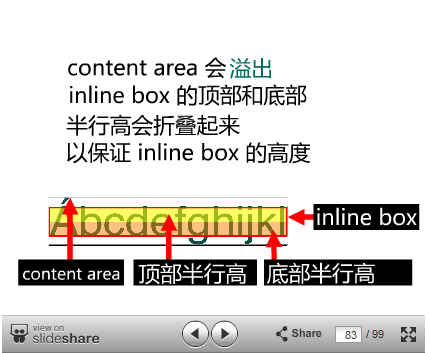 content area 会溢出
inline box 的顶部和底部
半行高会折叠起来
以保证 inline box 的高度
Ábcdefghijkl
inline box
content area
顶部半行高
底部半行高
view on
slideshare
Share
83 / 99